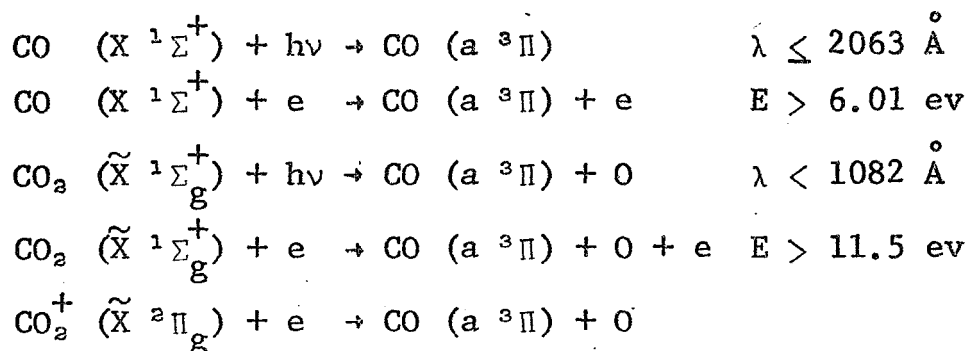 CO (X ¹Σ⁺) + hν → CO (a ³Π) λ ≤ 2063 Å
CO (X ¹Σ⁺) + e → CO (a ³Π) + e E > 6.01 ev
CO₂ (X̃ ¹Σg⁺) + hν → CO (a ³Π) + O λ < 1082 Å
CO₂ (X̃ ¹Σg⁺) + e → CO (a ³Π) + O + e E > 11.5 ev
CO₂⁺ (X̃ ²Πg) + e → CO (a ³Π) + O